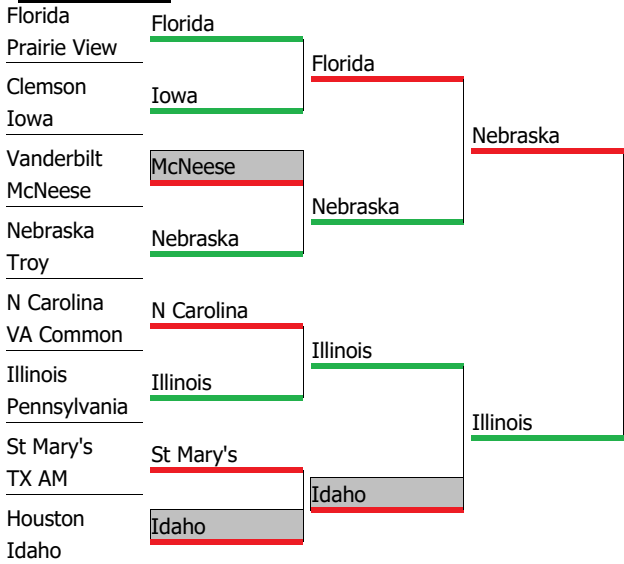 Florida
Prairie View
Clemson
Iowa
Vanderbilt
McNeese
Nebraska
Troy
N Carolina
VA Common
Illinois
Pennsylvania
St Mary's
TX AM
Houston
Idaho
Florida
Iowa
McNeese
Nebraska
N Carolina
Illinois
St Mary's
Idaho
Florida
Nebraska
Illinois
Idaho
Nebraska
Illinois